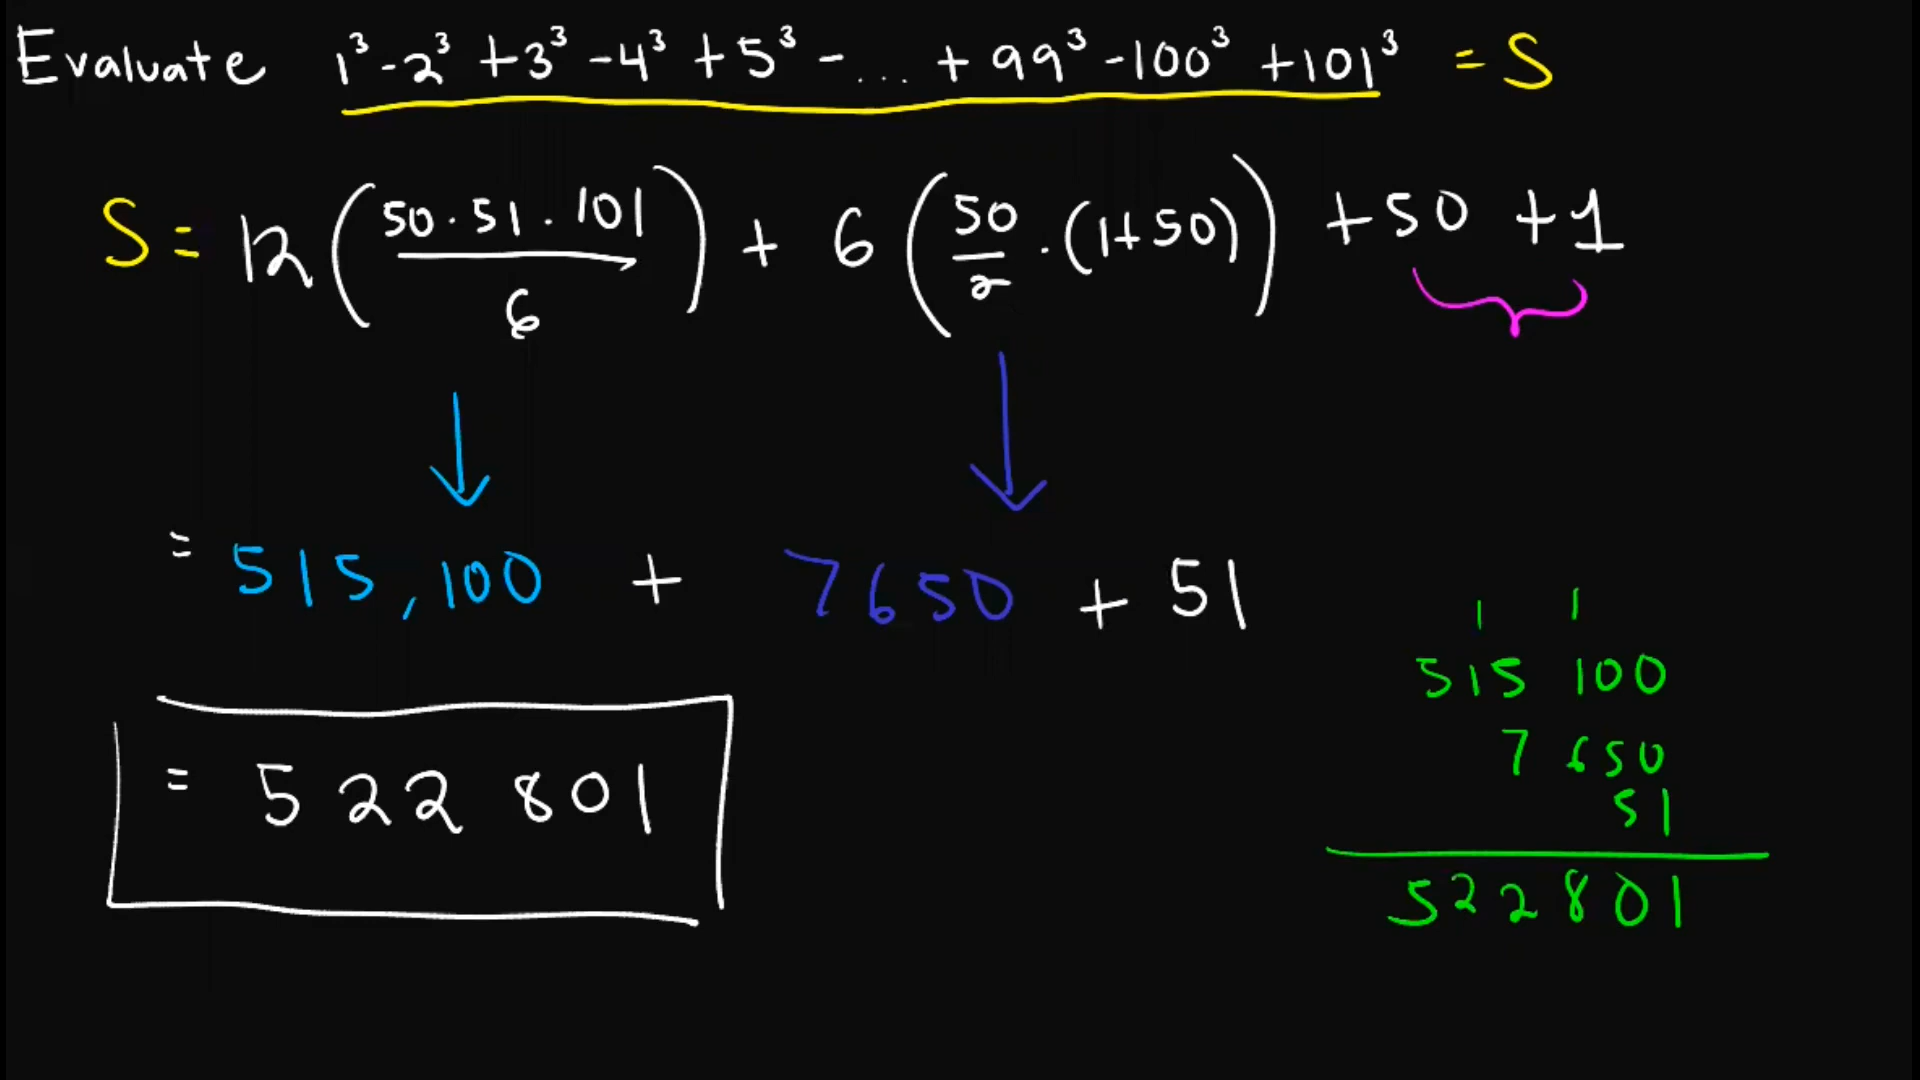 Evaluate 1³ - 2³ + 3³ - 4³ + 5³ - ... + 99³ - 100³ + 101³ = S
S = 12 (50 · 51 · 101 / 6) + 6 (50/2 · (1+50)) + 50 + 1
= 515,100 + 7650 + 51
= 522 801
1 1
515 100
7 650
51
522801